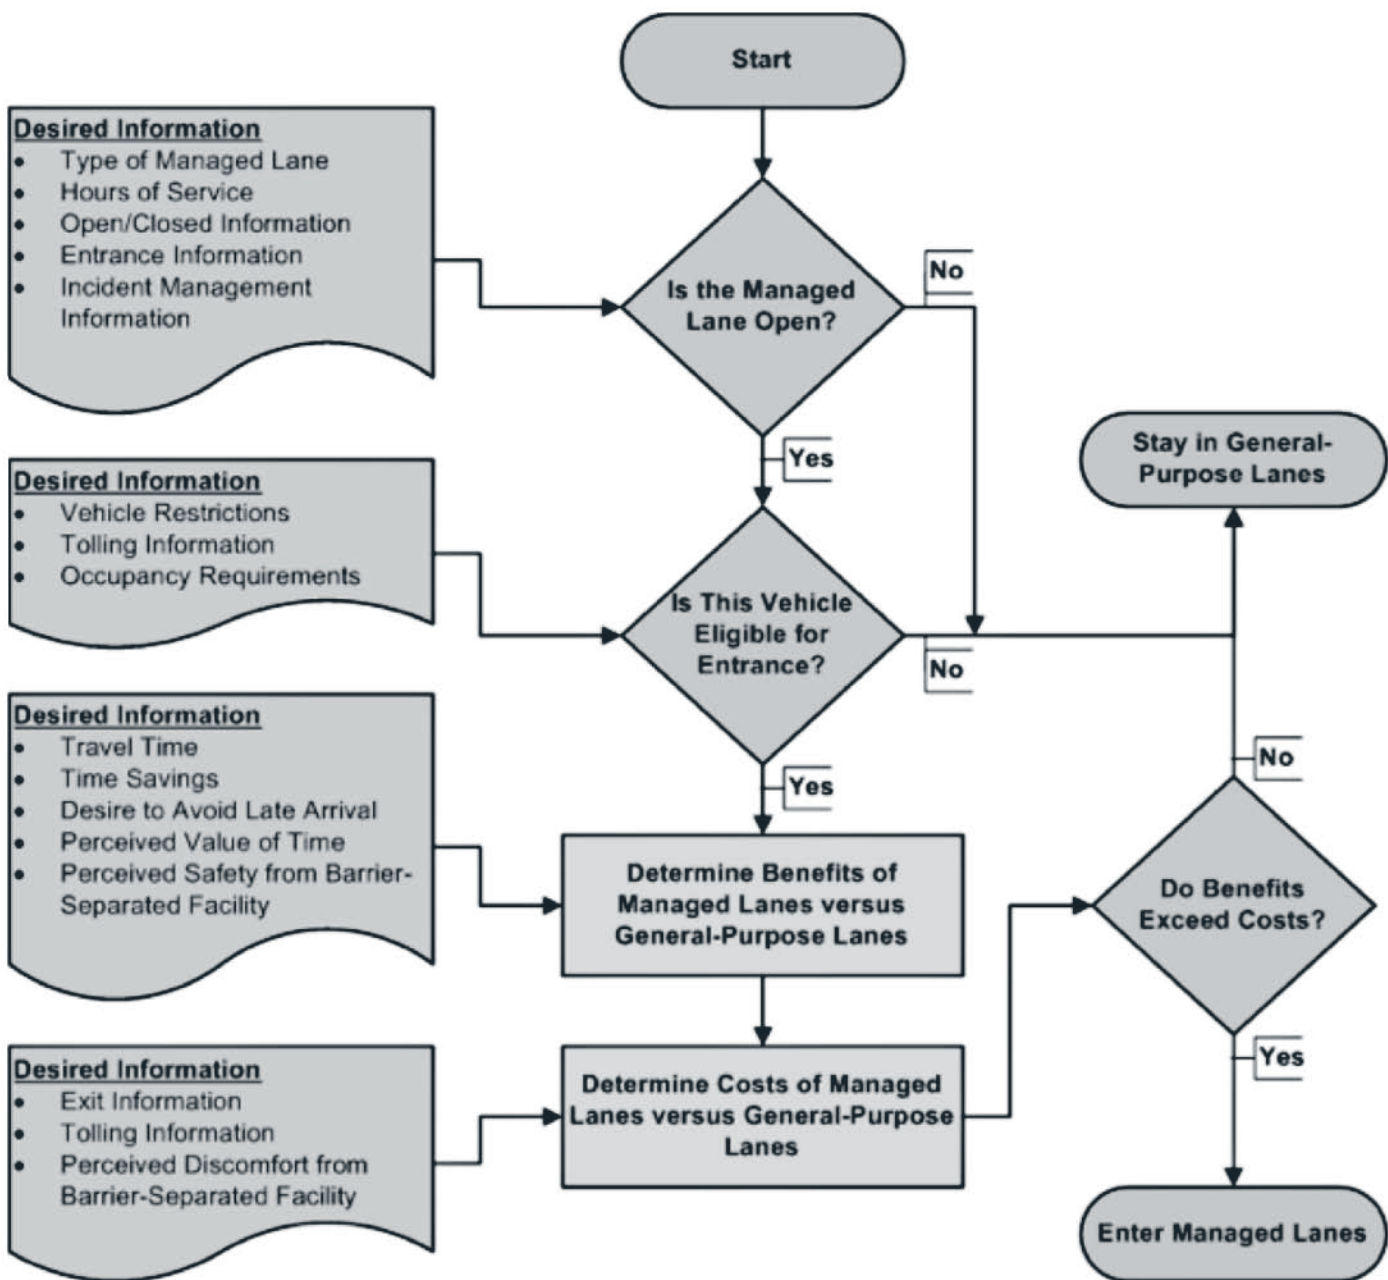 Start
Desired Information
• Type of Managed Lane
• Hours of Service
• Open/Closed Information
• Entrance Information
• Incident Management
Information
Is the Managed
Lane Open?
No
Yes
Stay in General-
Purpose Lanes
Desired Information
• Vehicle Restrictions
• Tolling Information
• Occupancy Requirements
Is This Vehicle
Eligible for
Entrance?
No
Yes
Desired Information
• Travel Time
• Time Savings
• Desire to Avoid Late Arrival
• Perceived Value of Time
• Perceived Safety from Barrier-
Separated Facility
Determine Benefits of
Managed Lanes versus
General-Purpose Lanes
No
Do Benefits
Exceed Costs?
Yes
Desired Information
• Exit Information
• Tolling Information
• Perceived Discomfort from
Barrier-Separated Facility
Determine Costs of Managed
Lanes versus General-Purpose
Lanes
Enter Managed Lanes